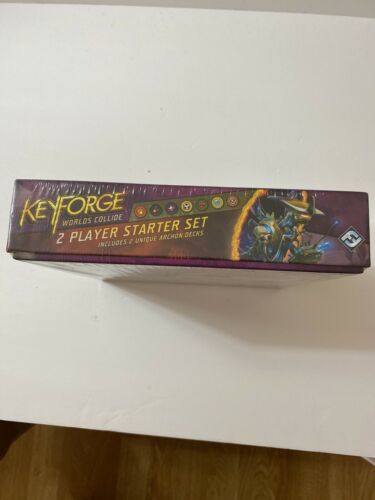 KEYFORGE
WORLDS COLLIDE
2 PLAYER STARTER SET
INCLUDES 2 UNIQUE ARCHON DECKS